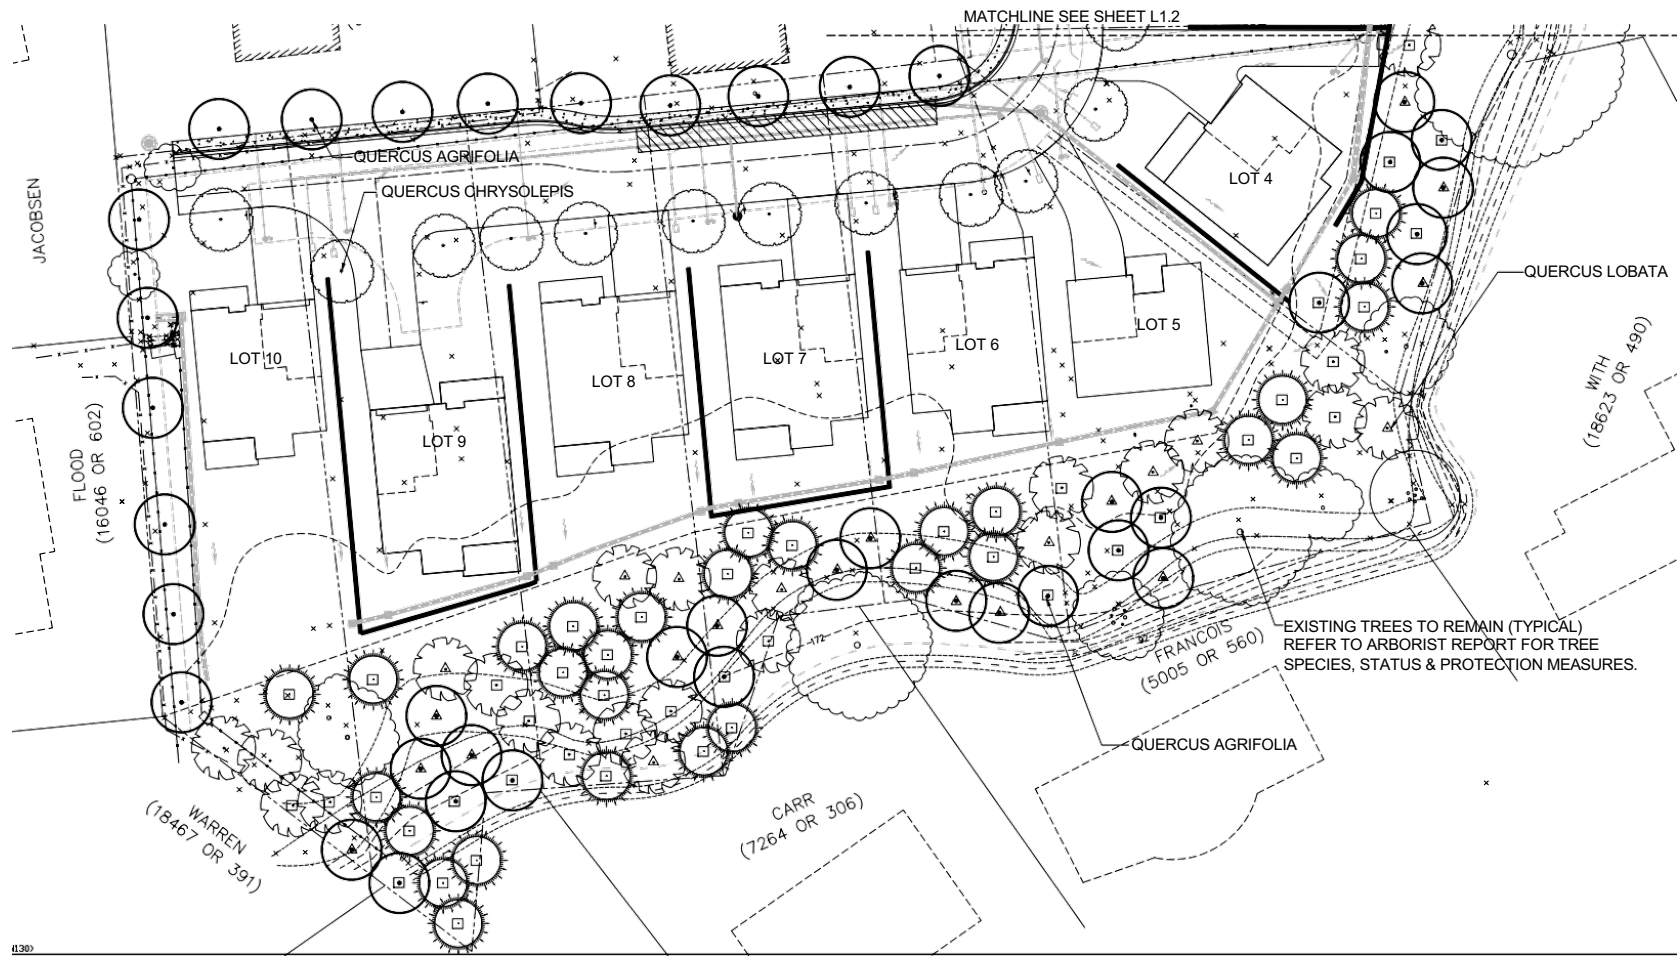 MATCHLINE SEE SHEET L1.2
QUERCUS AGRIFOLIA
QUERCUS CHRYSOLEPIS
JACOBSEN
LOT 4
QUERCUS LOBATA
LOT 5
LOT 6
LOT 7
LOT 8
LOT 10
LOT 9
WITH
(18623 OR 490)
FLOOD
(16046 OR 602)
172
EXISTING TREES TO REMAIN (TYPICAL)
REFER TO ARBORIST REPORT FOR TREE
SPECIES, STATUS & PROTECTION MEASURES.
FRANCOIS
(5005 OR 560)
QUERCUS AGRIFOLIA
CARR
(7264 OR 306)
WARREN
(18467 OR 391)